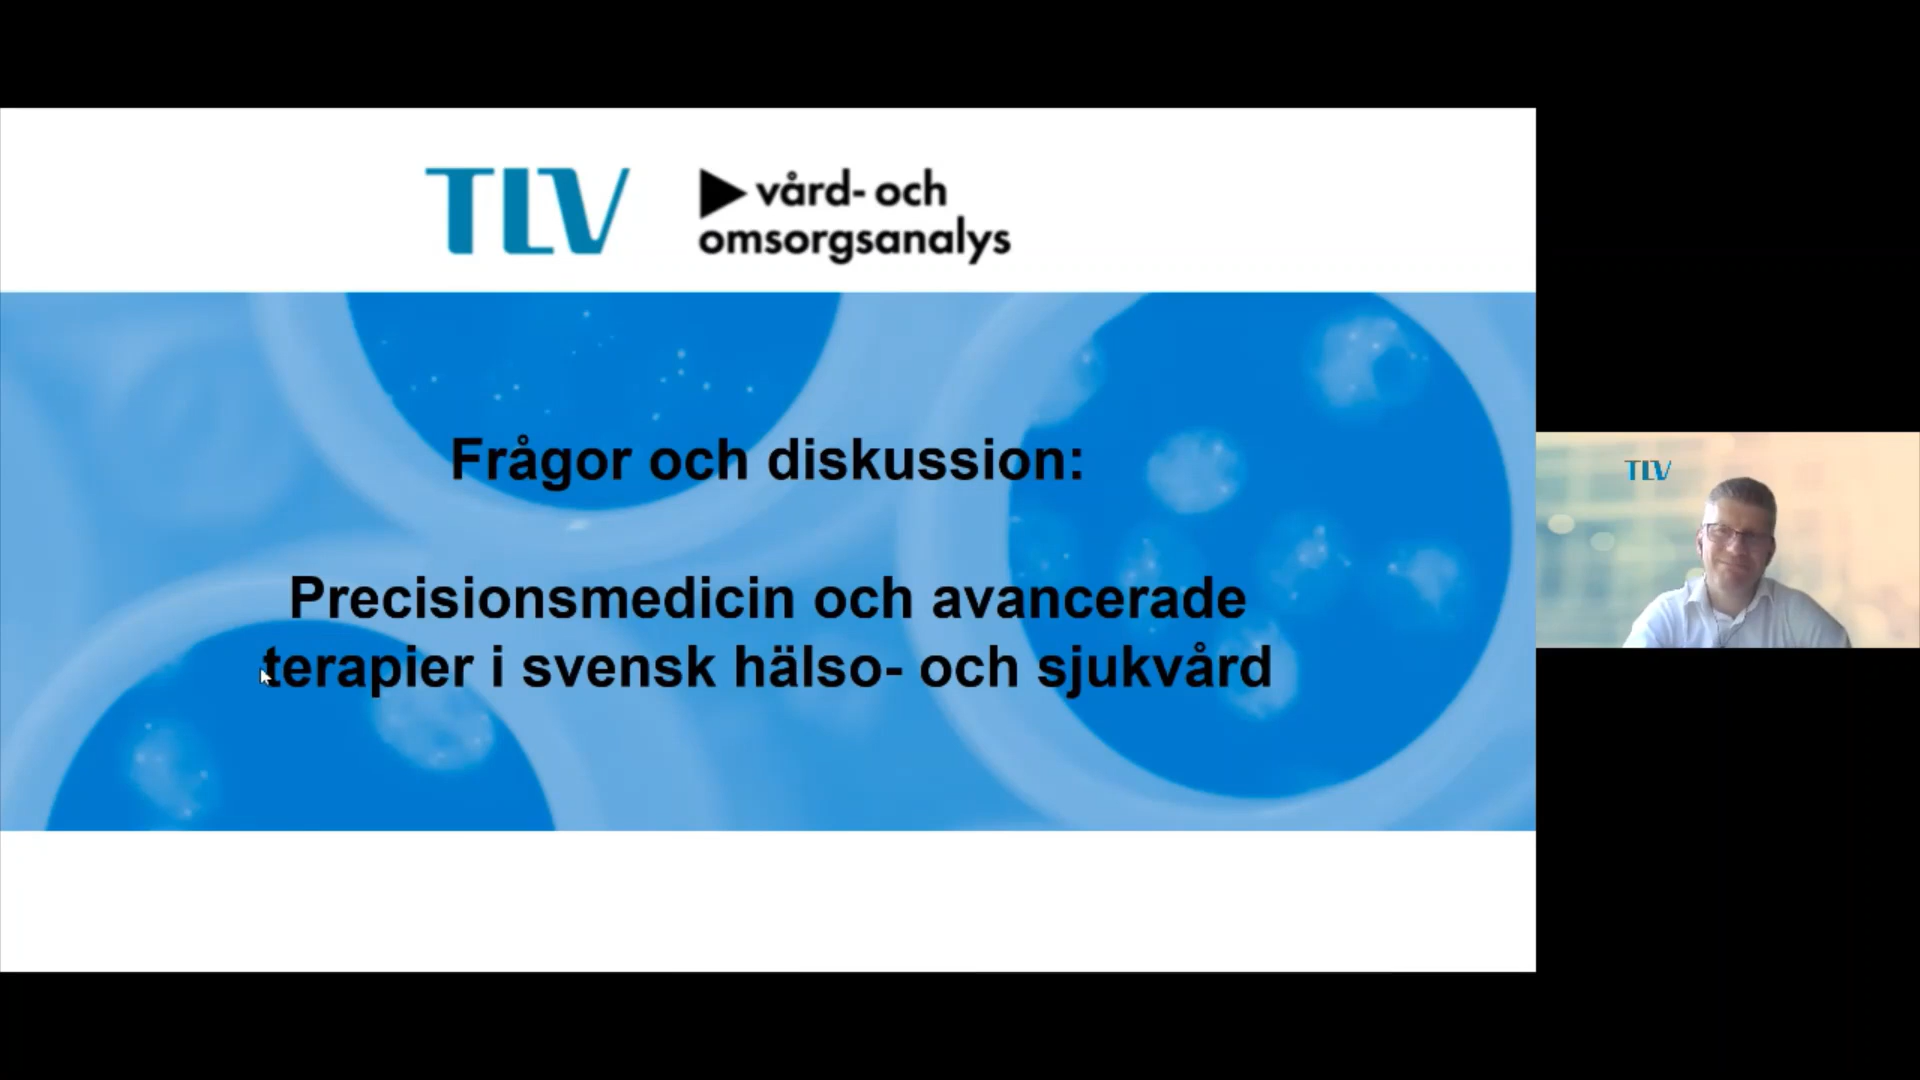 TLV
vård- och
omsorgsanalys
Frågor och diskussion:
Precisionsmedicin och avancerade
terapier i svensk hälso- och sjukvård
TLV